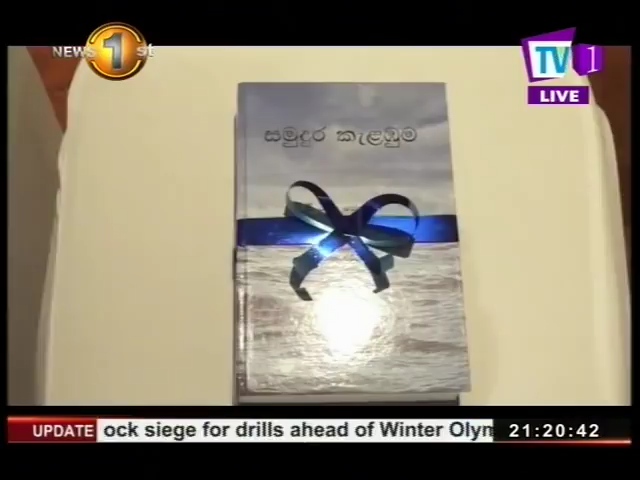 NEWS 1st
TV 1
LIVE
සමුදුර කැළඹුම
UPDATE ock siege for drills ahead of Winter Olym 21:20:42